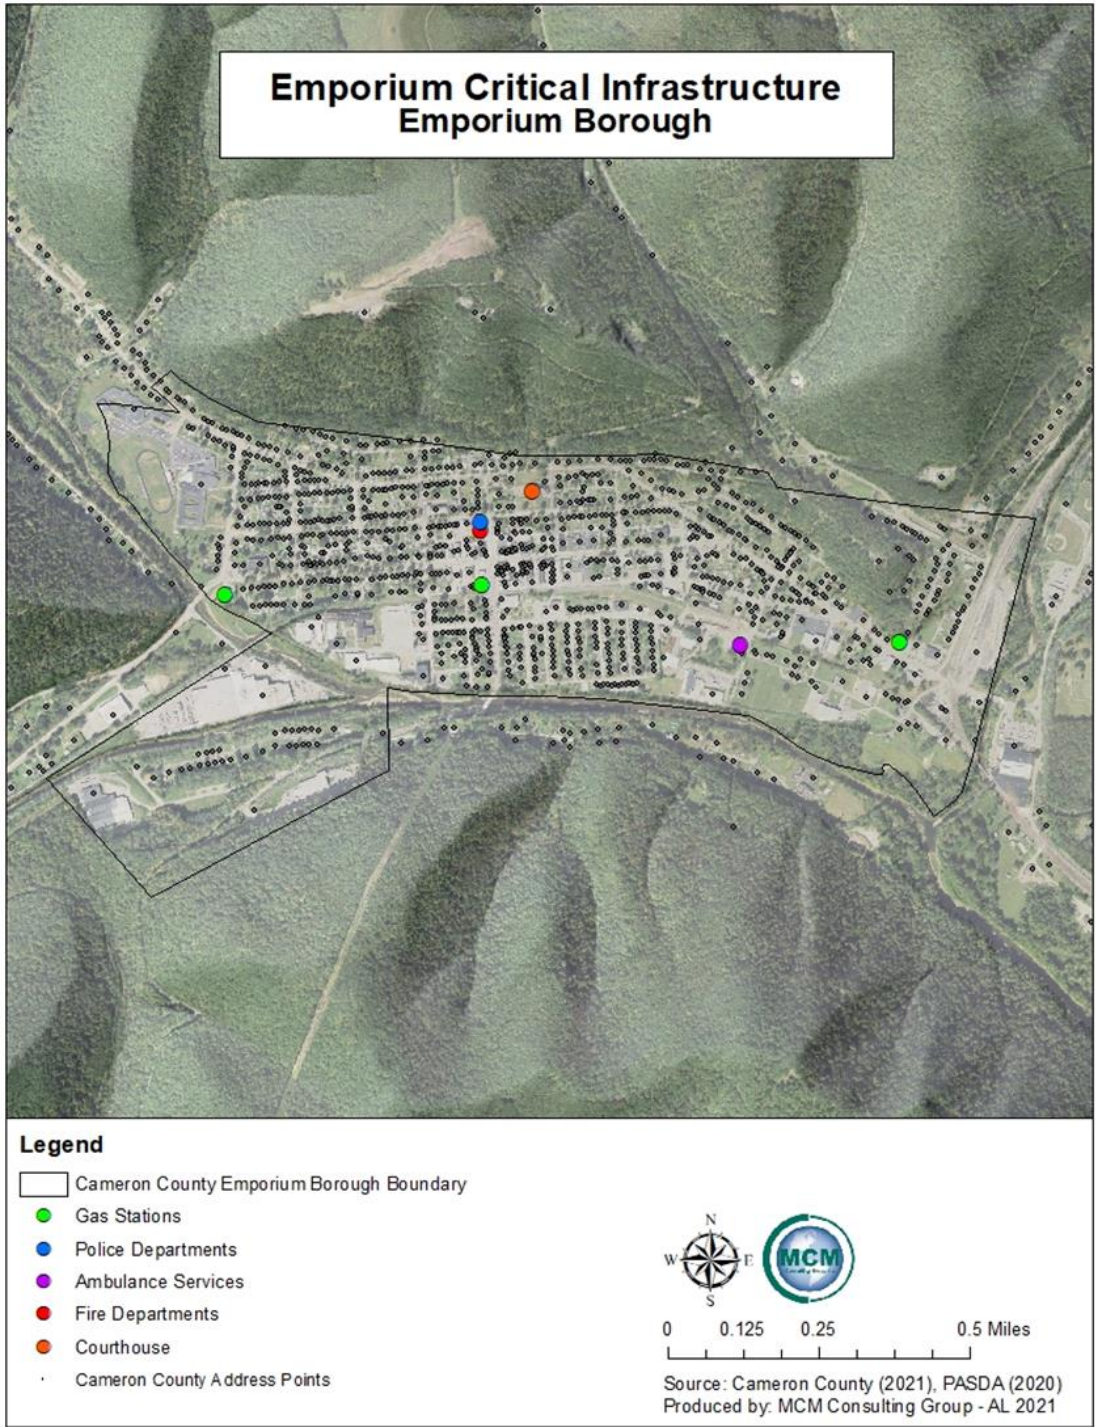 Emporium Critical Infrastructure
Emporium Borough
Legend
Cameron County Emporium Borough Boundary
Gas Stations
Police Departments
Ambulance Services
Fire Departments
Courthouse
Cameron County Address Points
N
W E
S
MCM
0 0.125 0.25 0.5 Miles
Source: Cameron County (2021), PASDA (2020)
Produced by: MCM Consulting Group - AL 2021